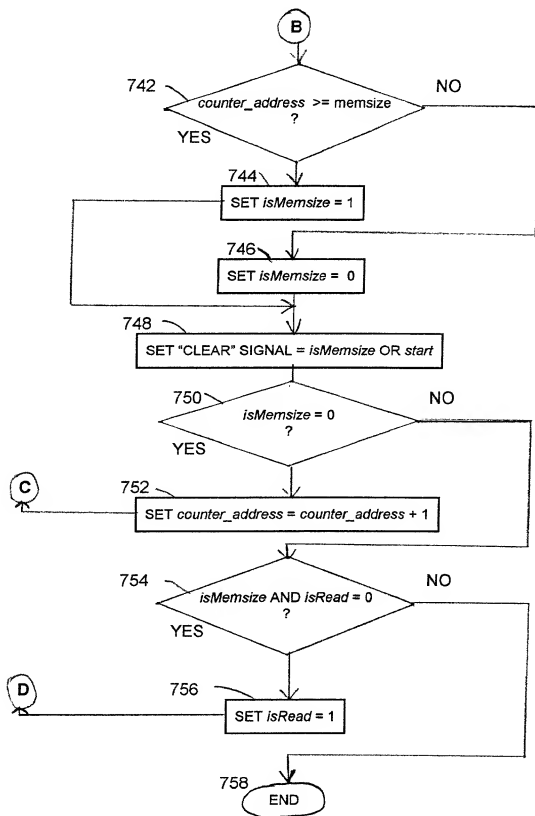 B
742
counter_address >= memsize
?
NO
YES
744
SET isMemsize = 1
746
SET isMemsize = 0
748
SET "CLEAR" SIGNAL = isMemsize OR start
750
isMemsize = 0
?
NO
YES
C
752
SET counter_address = counter_address + 1
754
isMemsize AND isRead = 0
?
NO
YES
D
756
SET isRead = 1
758
END